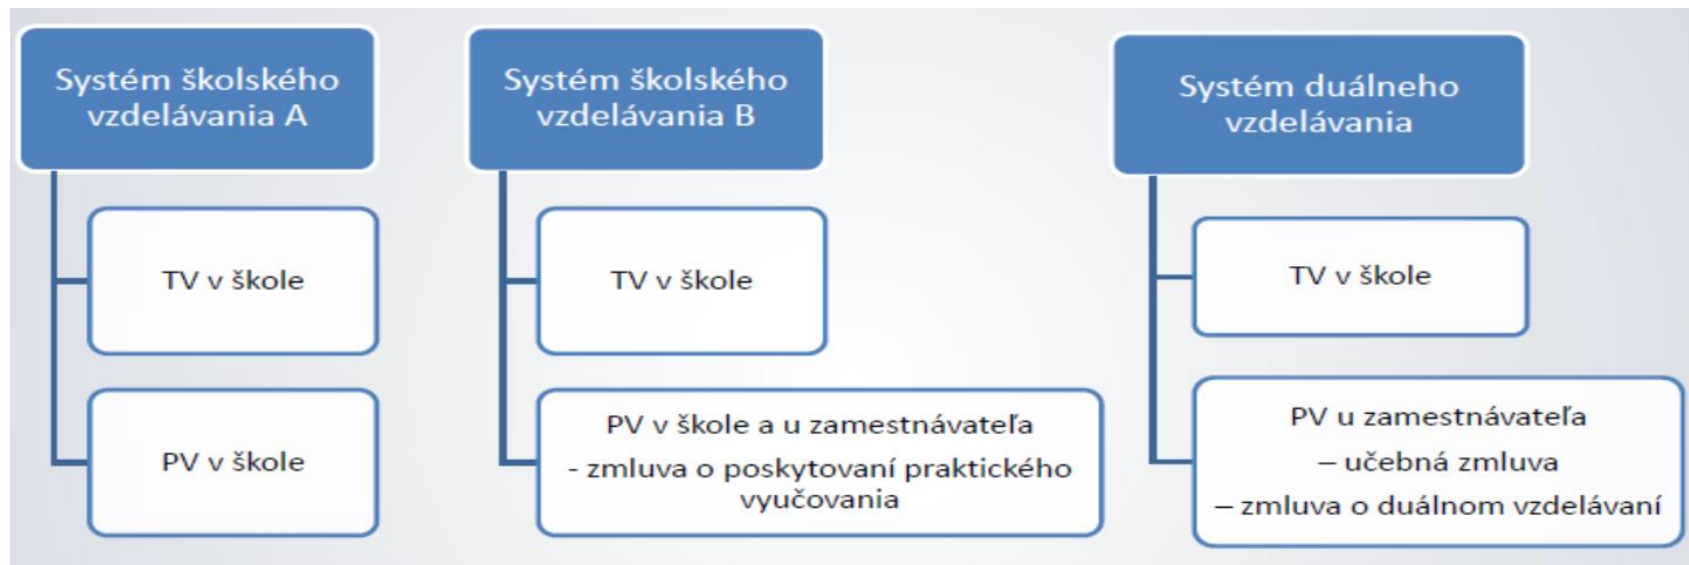 Systém školského
vzdelávania A
TV v škole
PV v škole
Systém školského
vzdelávania B
TV v škole
PV v škole a u zamestnávateľa
- zmluva o poskytovaní praktického
vyučovania
Systém duálneho
vzdelávania
TV v škole
PV u zamestnávateľa
– učebná zmluva
– zmluva o duálnom vzdelávaní